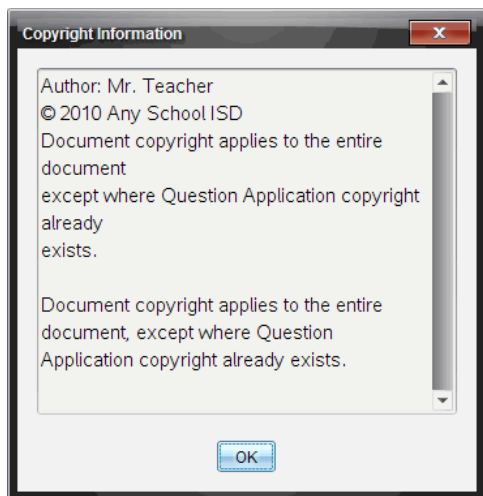 Copyright Information
Author: Mr. Teacher
© 2010 Any School ISD
Document copyright applies to the entire
document
except where Question Application copyright
already
exists.
Document copyright applies to the entire
document, except where Question
Application copyright already exists.
OK